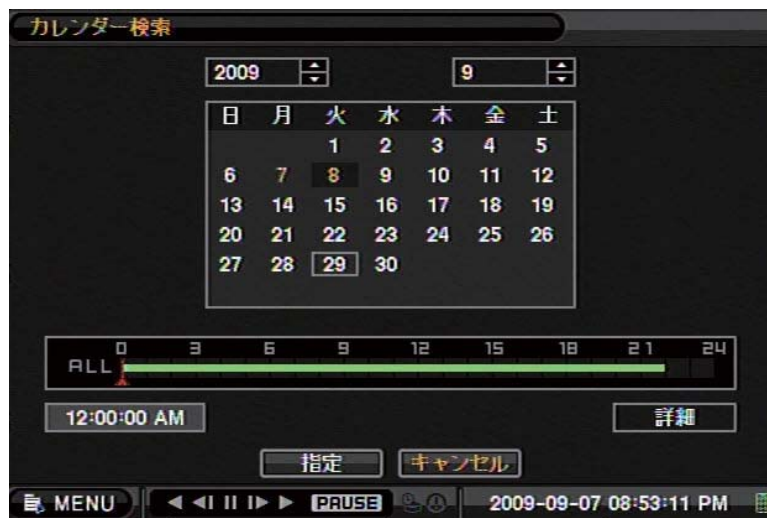 カレンダー検索
2009 9
日 月 火 水 木 金 土
1 2 3 4 5
6 7 8 9 10 11 12
13 14 15 16 17 18 19
20 21 22 23 24 25 26
27 28 29 30
0 3 6 9 12 15 18 21 24
ALL
12:00:00 AM 詳細
指定 キャンセル
MENU PAUSE 2009-09-07 08:53:11 PM